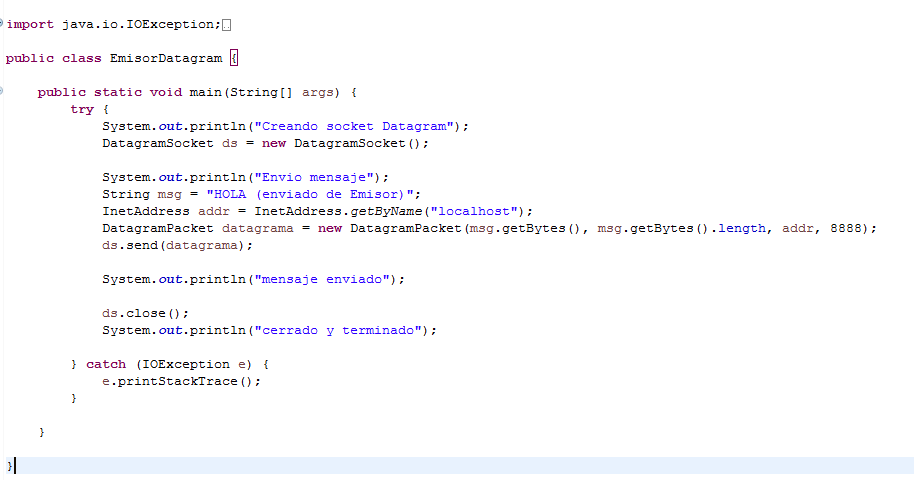 import java.io.IOException;
public class EmisorDatagram {
public static void main(String[] args) {
try {
System.out.println("Creando socket Datagram");
DatagramSocket ds = new DatagramSocket();
System.out.println("Envio mensaje");
String msg = "HOLA (enviado de Emisor)";
InetAddress addr = InetAddress.getByName("localhost");
DatagramPacket datagrama = new DatagramPacket(msg.getBytes(), msg.getBytes().length, addr, 8888);
ds.send(datagrama);
System.out.println("mensaje enviado");
ds.close();
System.out.println("cerrado y terminado");
} catch (IOException e) {
e.printStackTrace();
}
}
}